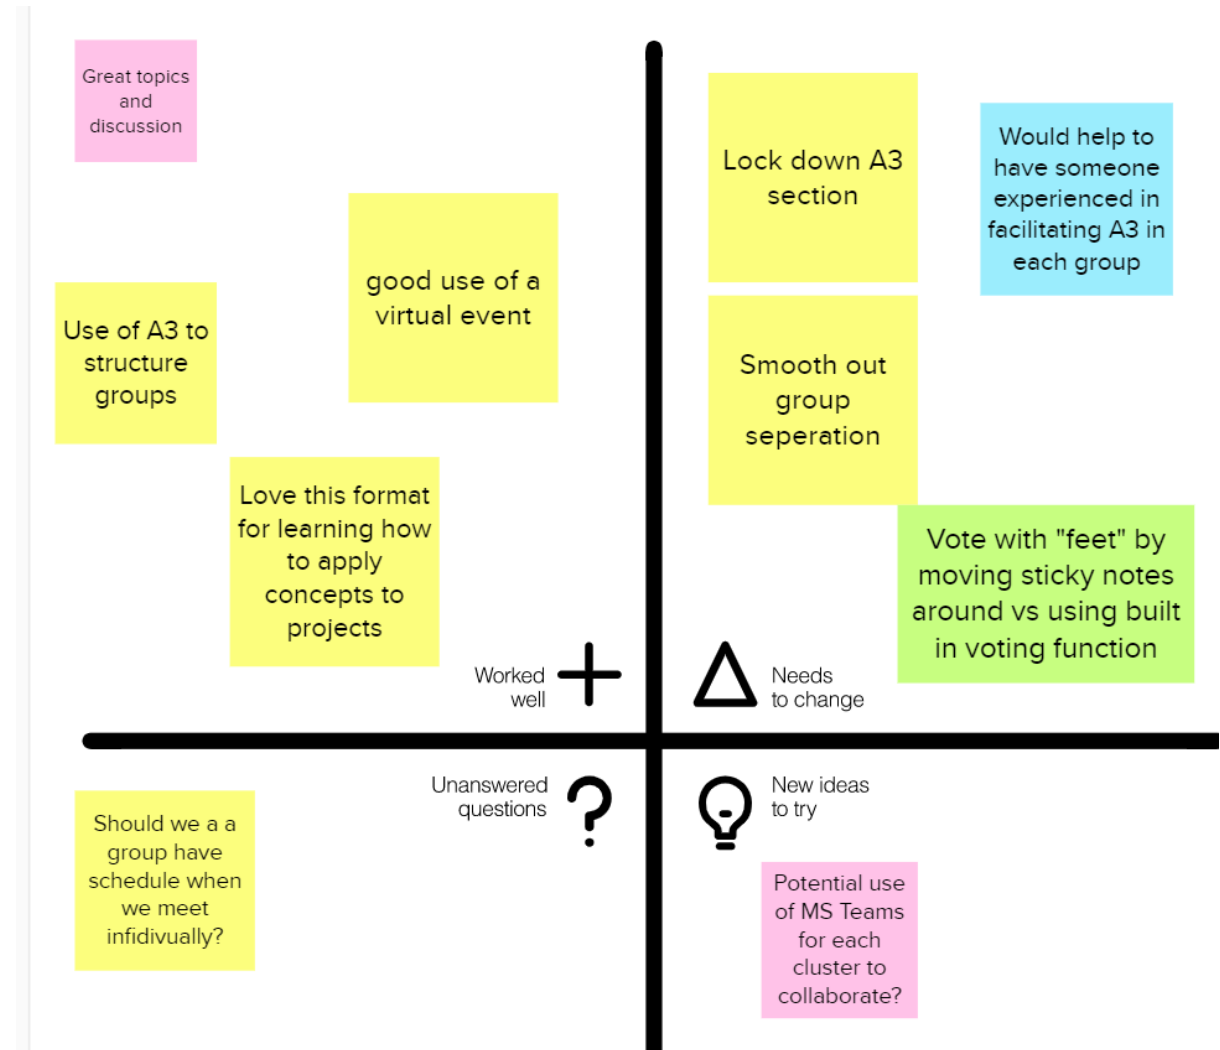 Great topics
and
discussion
good use of a
virtual event
Use of A3 to
structure
groups
Love this format
for learning how
to apply
concepts to
projects
Worked
well
Lock down A3
section
Would help to
have someone
experienced in
facilitating A3 in
each group
Smooth out
group
seperation
Vote with "feet" by
moving sticky notes
around vs using built
in voting function
Needs
to change
Unanswered
questions
Should we a a
group have
schedule when
we meet
infidivually?
New ideas
to try
Potential use
of MS Teams
for each
cluster to
collaborate?